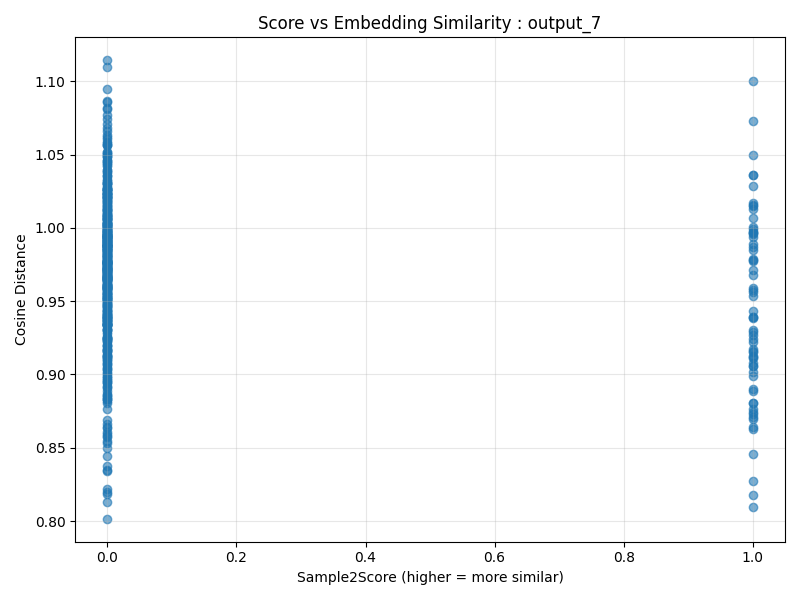 Score vs Embedding Similarity : output_7
Cosine Distance
1.10
1.05
1.00
0.95
0.90
0.85
0.80
0.0 0.2 0.4 0.6 0.8 1.0
Sample2Score (higher = more similar)